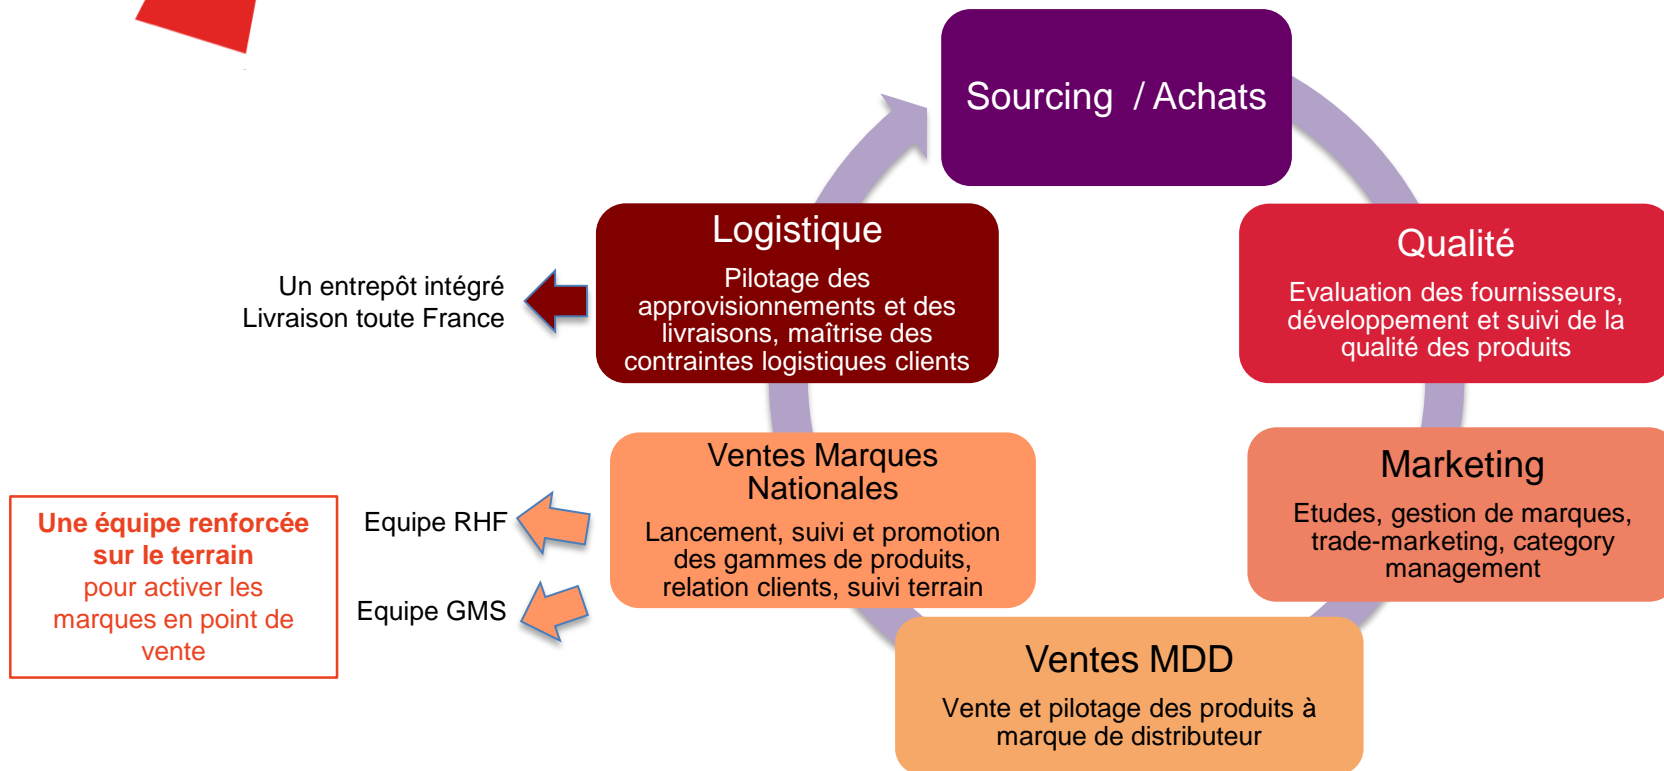 Sourcing / Achats
Logistique
Pilotage des
approvisionnements et des
livraisons, maîtrise des
contraintes logistiques clients
Un entrepôt intégré
Livraison toute France
Qualité
Evaluation des fournisseurs,
développement et suivi de la
qualité des produits
Ventes Marques
Nationales
Lancement, suivi et promotion
des gammes de produits,
relation clients, suivi terrain
Marketing
Etudes, gestion de marques,
trade-marketing, category
management
Une équipe renforcée
sur le terrain
pour activer les
marques en point de
vente
Equipe RHF
Equipe GMS
Ventes MDD
Vente et pilotage des produits à
marque de distributeur